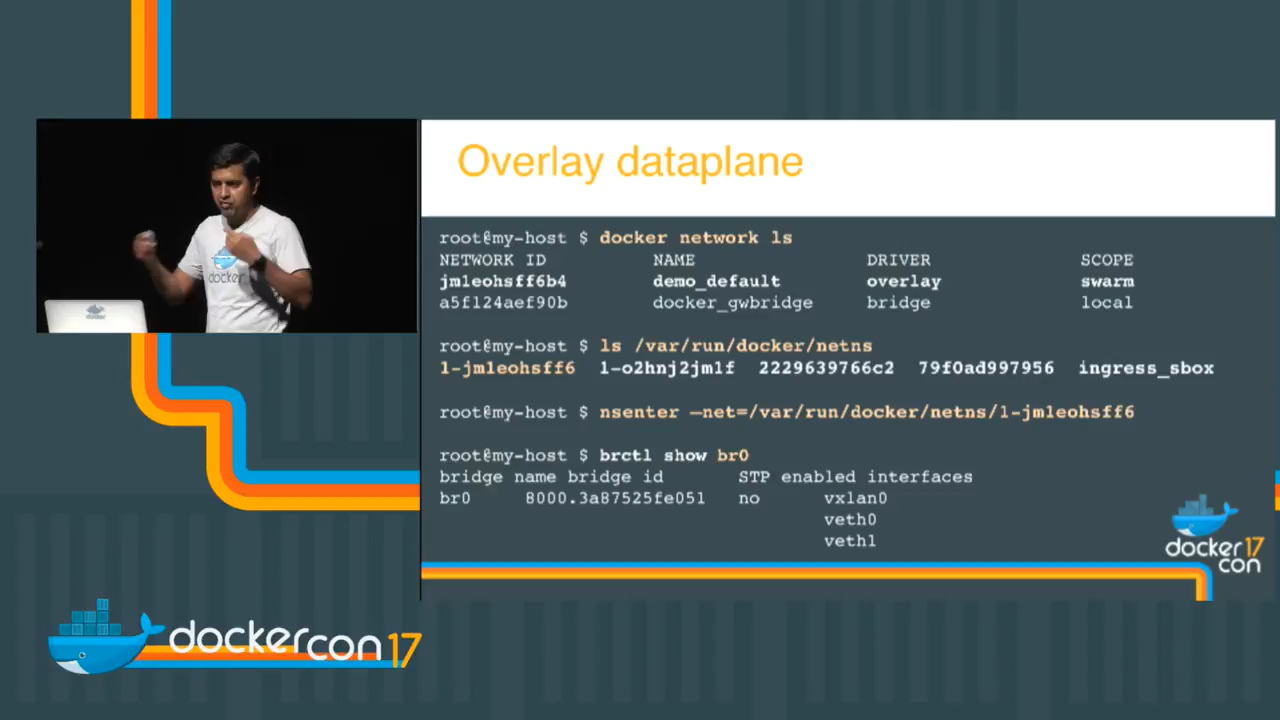 Overlay dataplane
root@my-host $ docker network ls
NETWORK ID NAME DRIVER SCOPE
jm1eohsff6b4 demo_default overlay swarm
a5f124aef90b docker_gwbridge bridge local
root@my-host $ ls /var/run/docker/netns
1-jm1eohsff6 1-o2hnj2jm1f 2229639766c2 79f0ad997956 ingress_sbox
root@my-host $ nsenter —net=/var/run/docker/netns/1-jm1eohsff6
root@my-host $ brctl show br0
bridge name bridge id STP enabled interfaces
br0 8000.3a87525fe051 no vxlan0
veth0
veth1
docker
docker
docker 17
con
dockercon 17